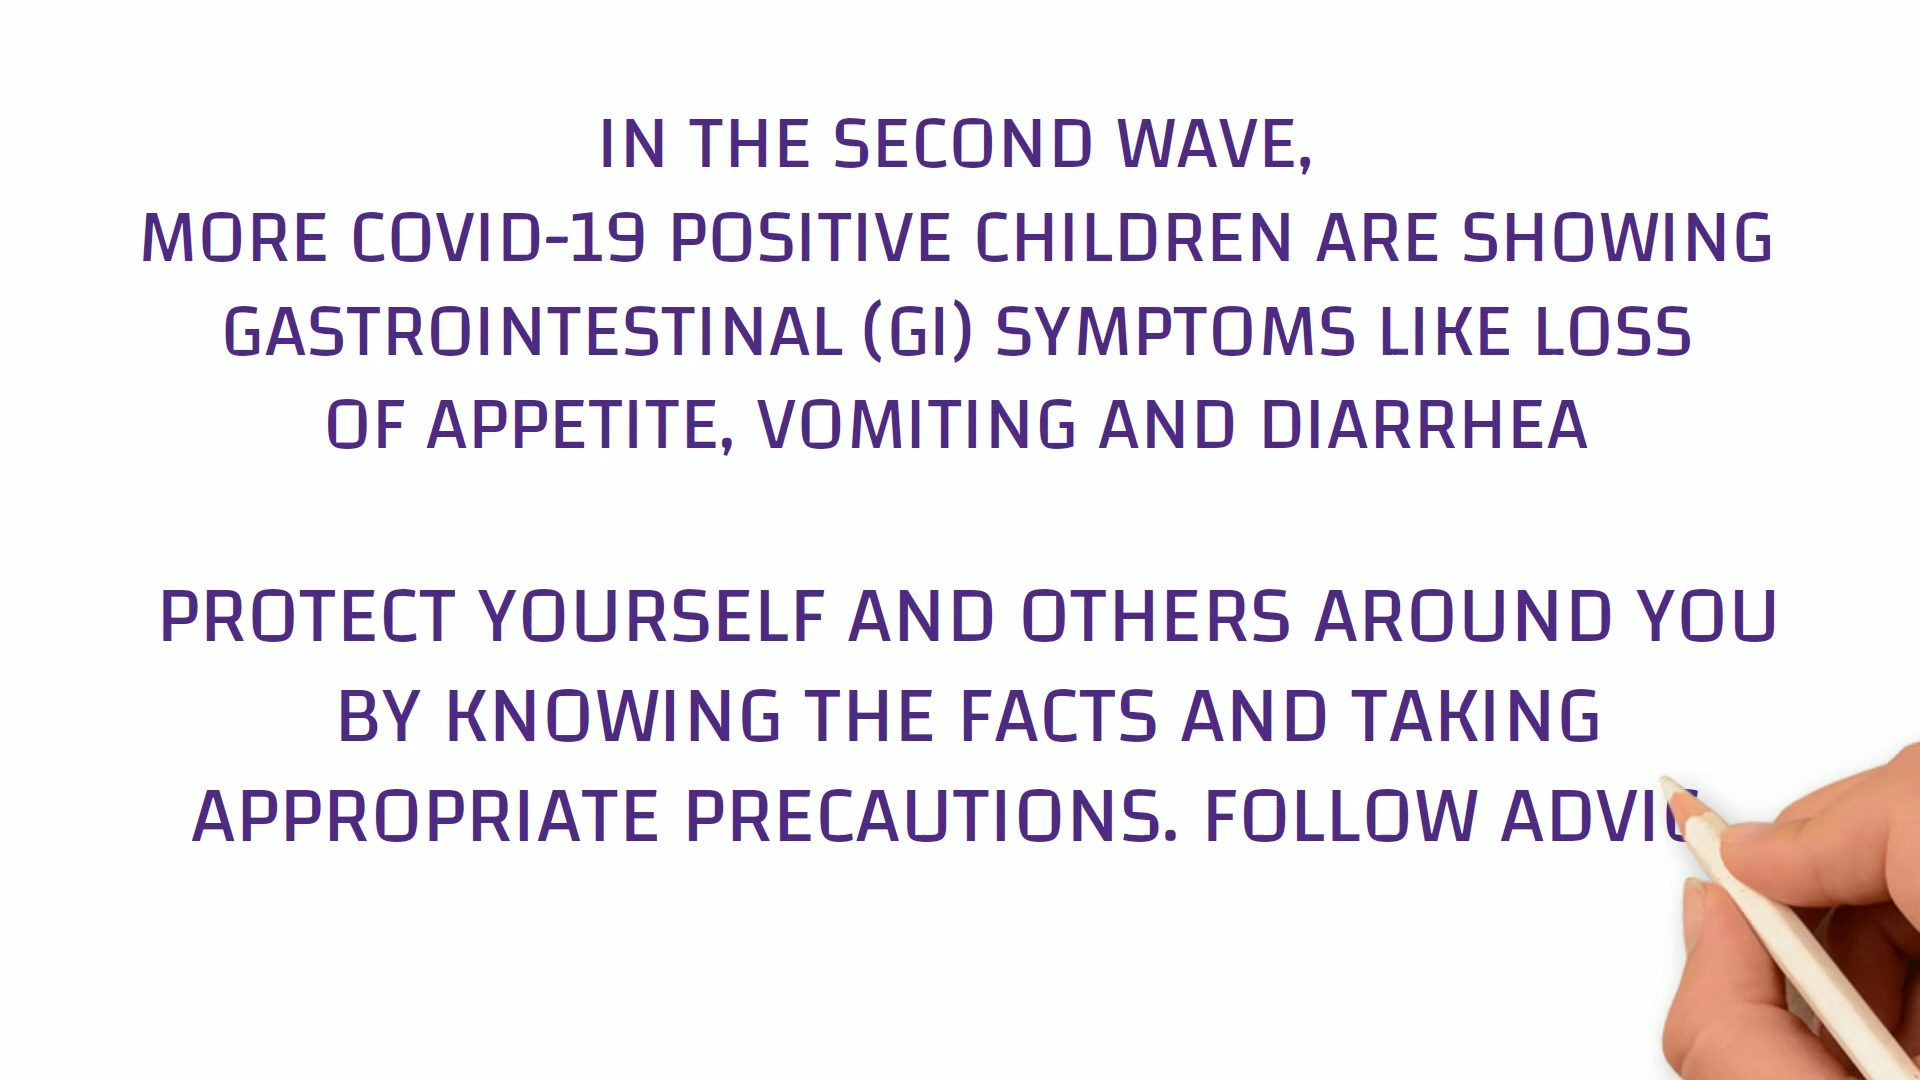 IN THE SECOND WAVE,
MORE COVID-19 POSITIVE CHILDREN ARE SHOWING
GASTROINTESTINAL (GI) SYMPTOMS LIKE LOSS
OF APPETITE, VOMITING AND DIARRHEA
PROTECT YOURSELF AND OTHERS AROUND YOU
BY KNOWING THE FACTS AND TAKING
APPROPRIATE PRECAUTIONS. FOLLOW ADVIC